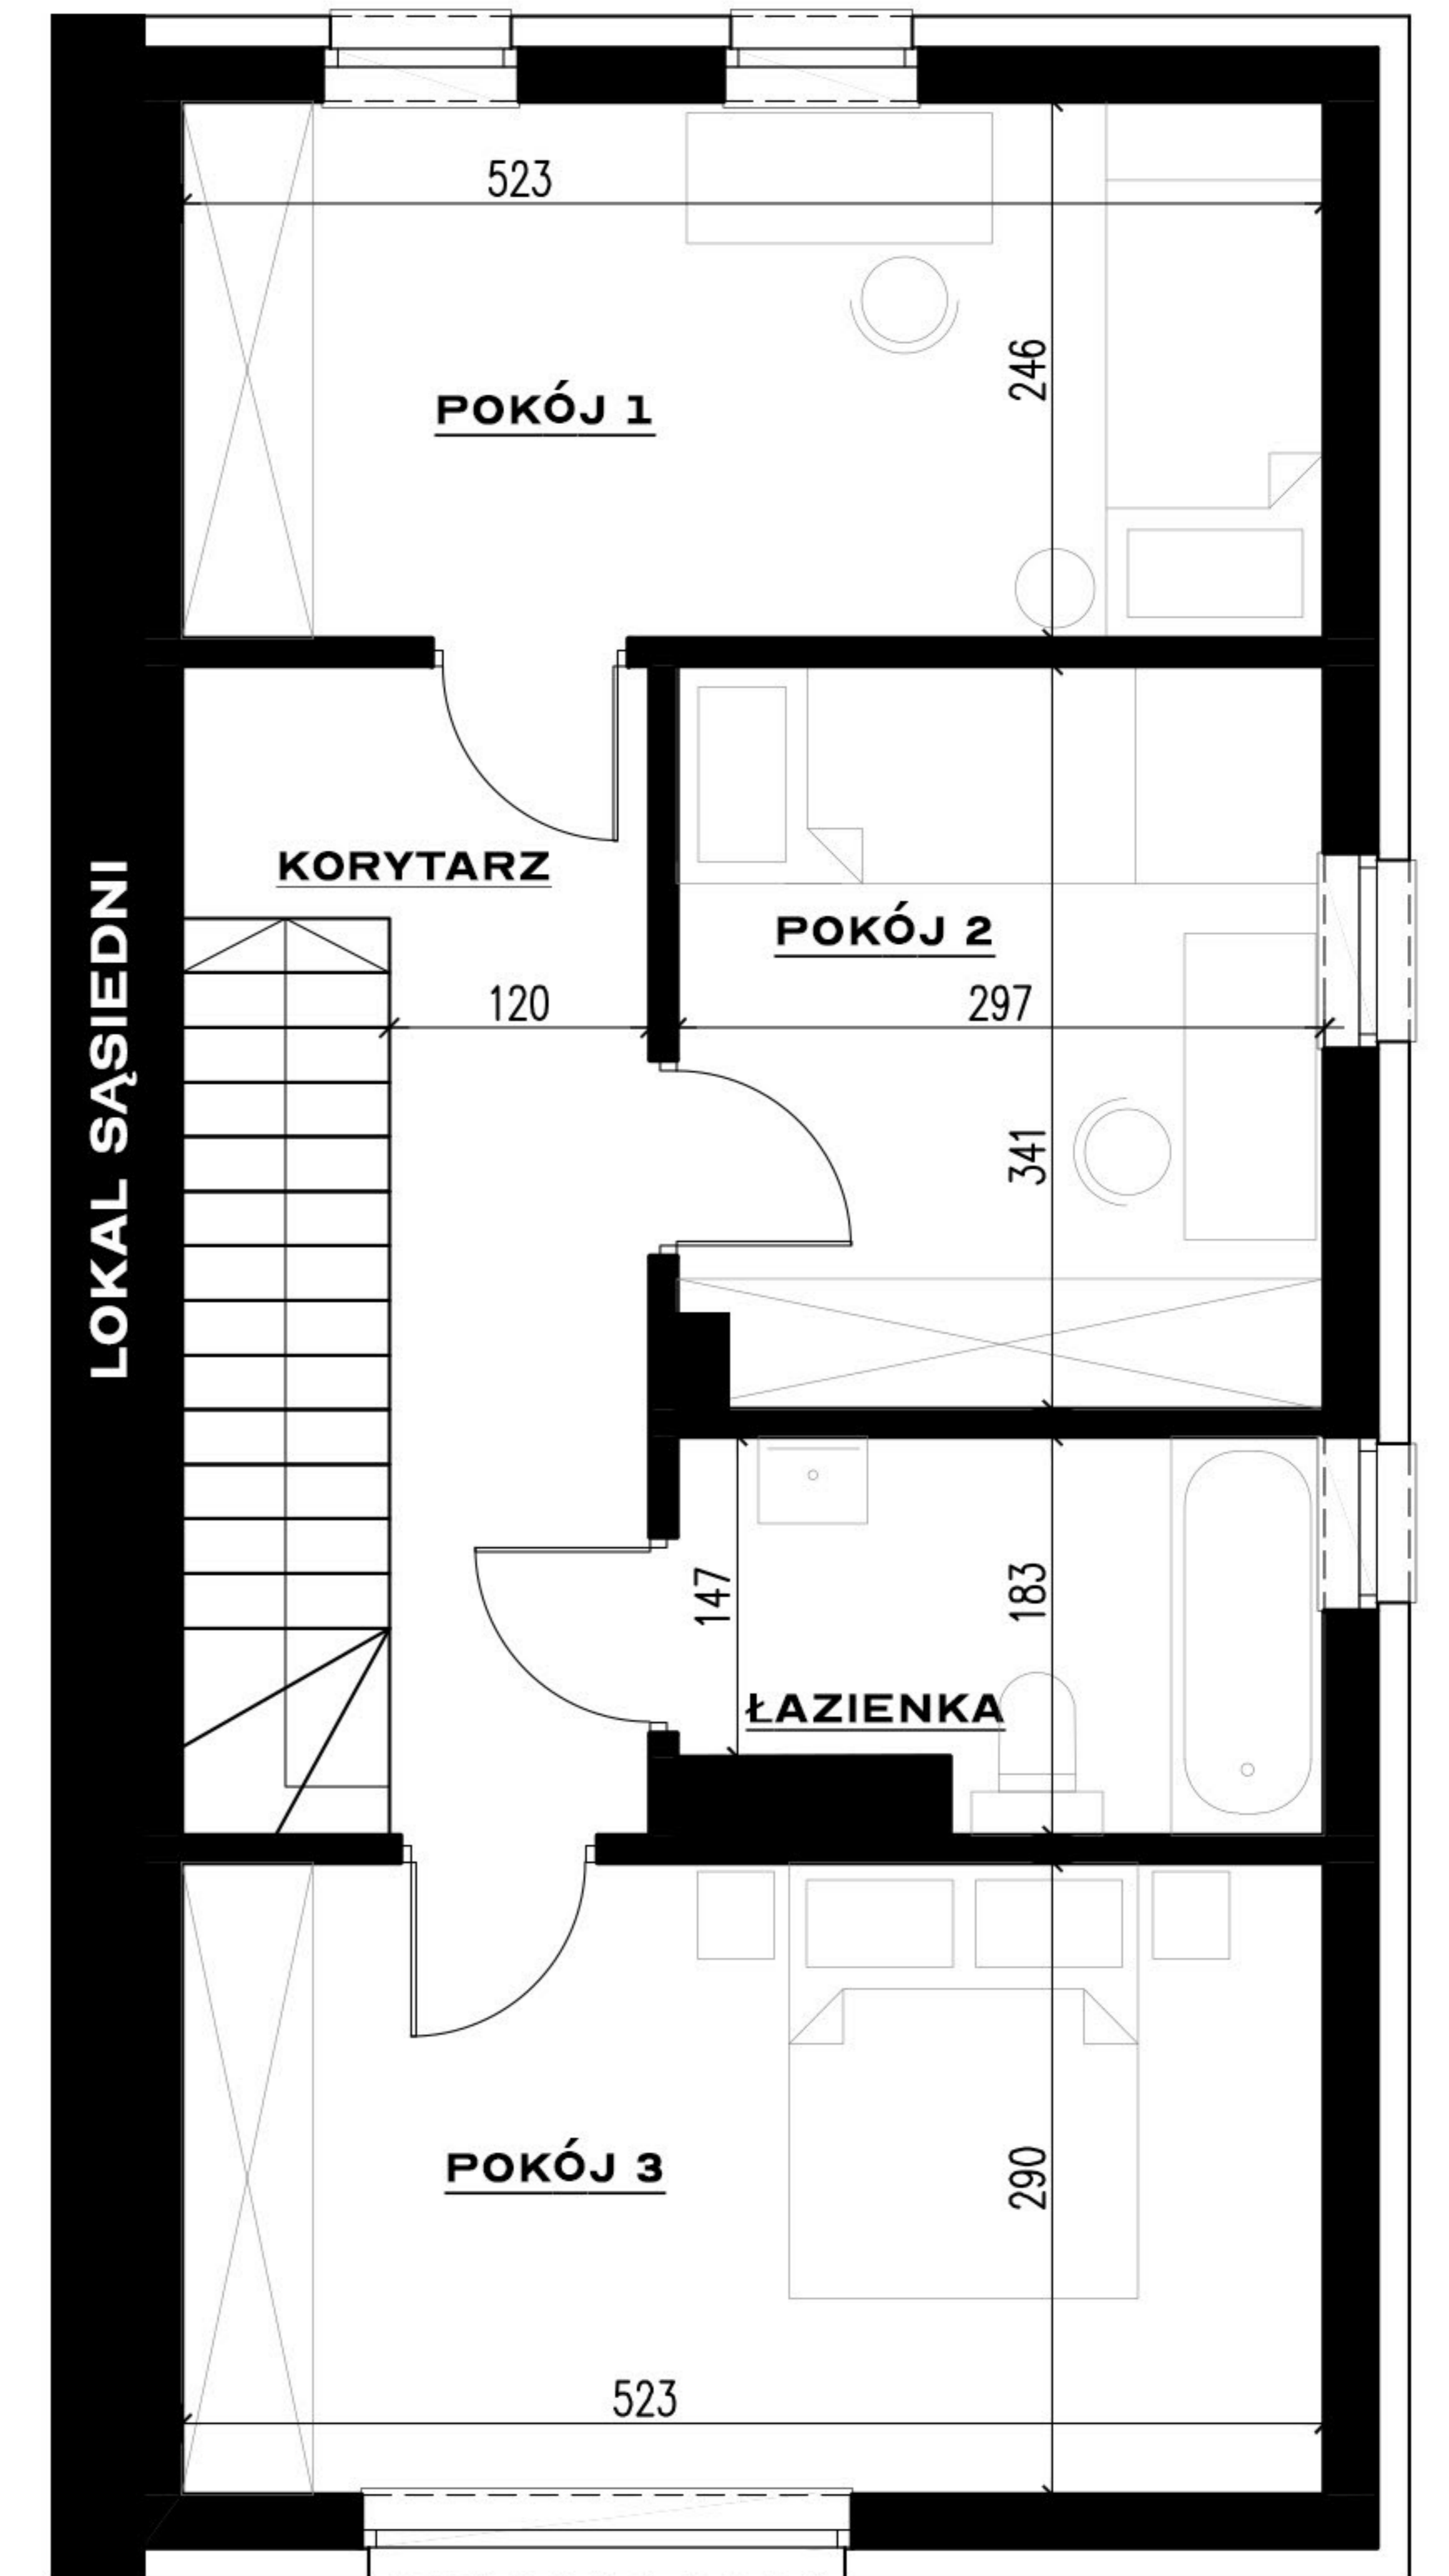 523
246
POKÓJ 1
KORYTARZ
POKÓJ 2
120
297
LOKAL SĄSIEDNI
341
147
183
ŁAZIENKA
POKÓJ 3
290
523